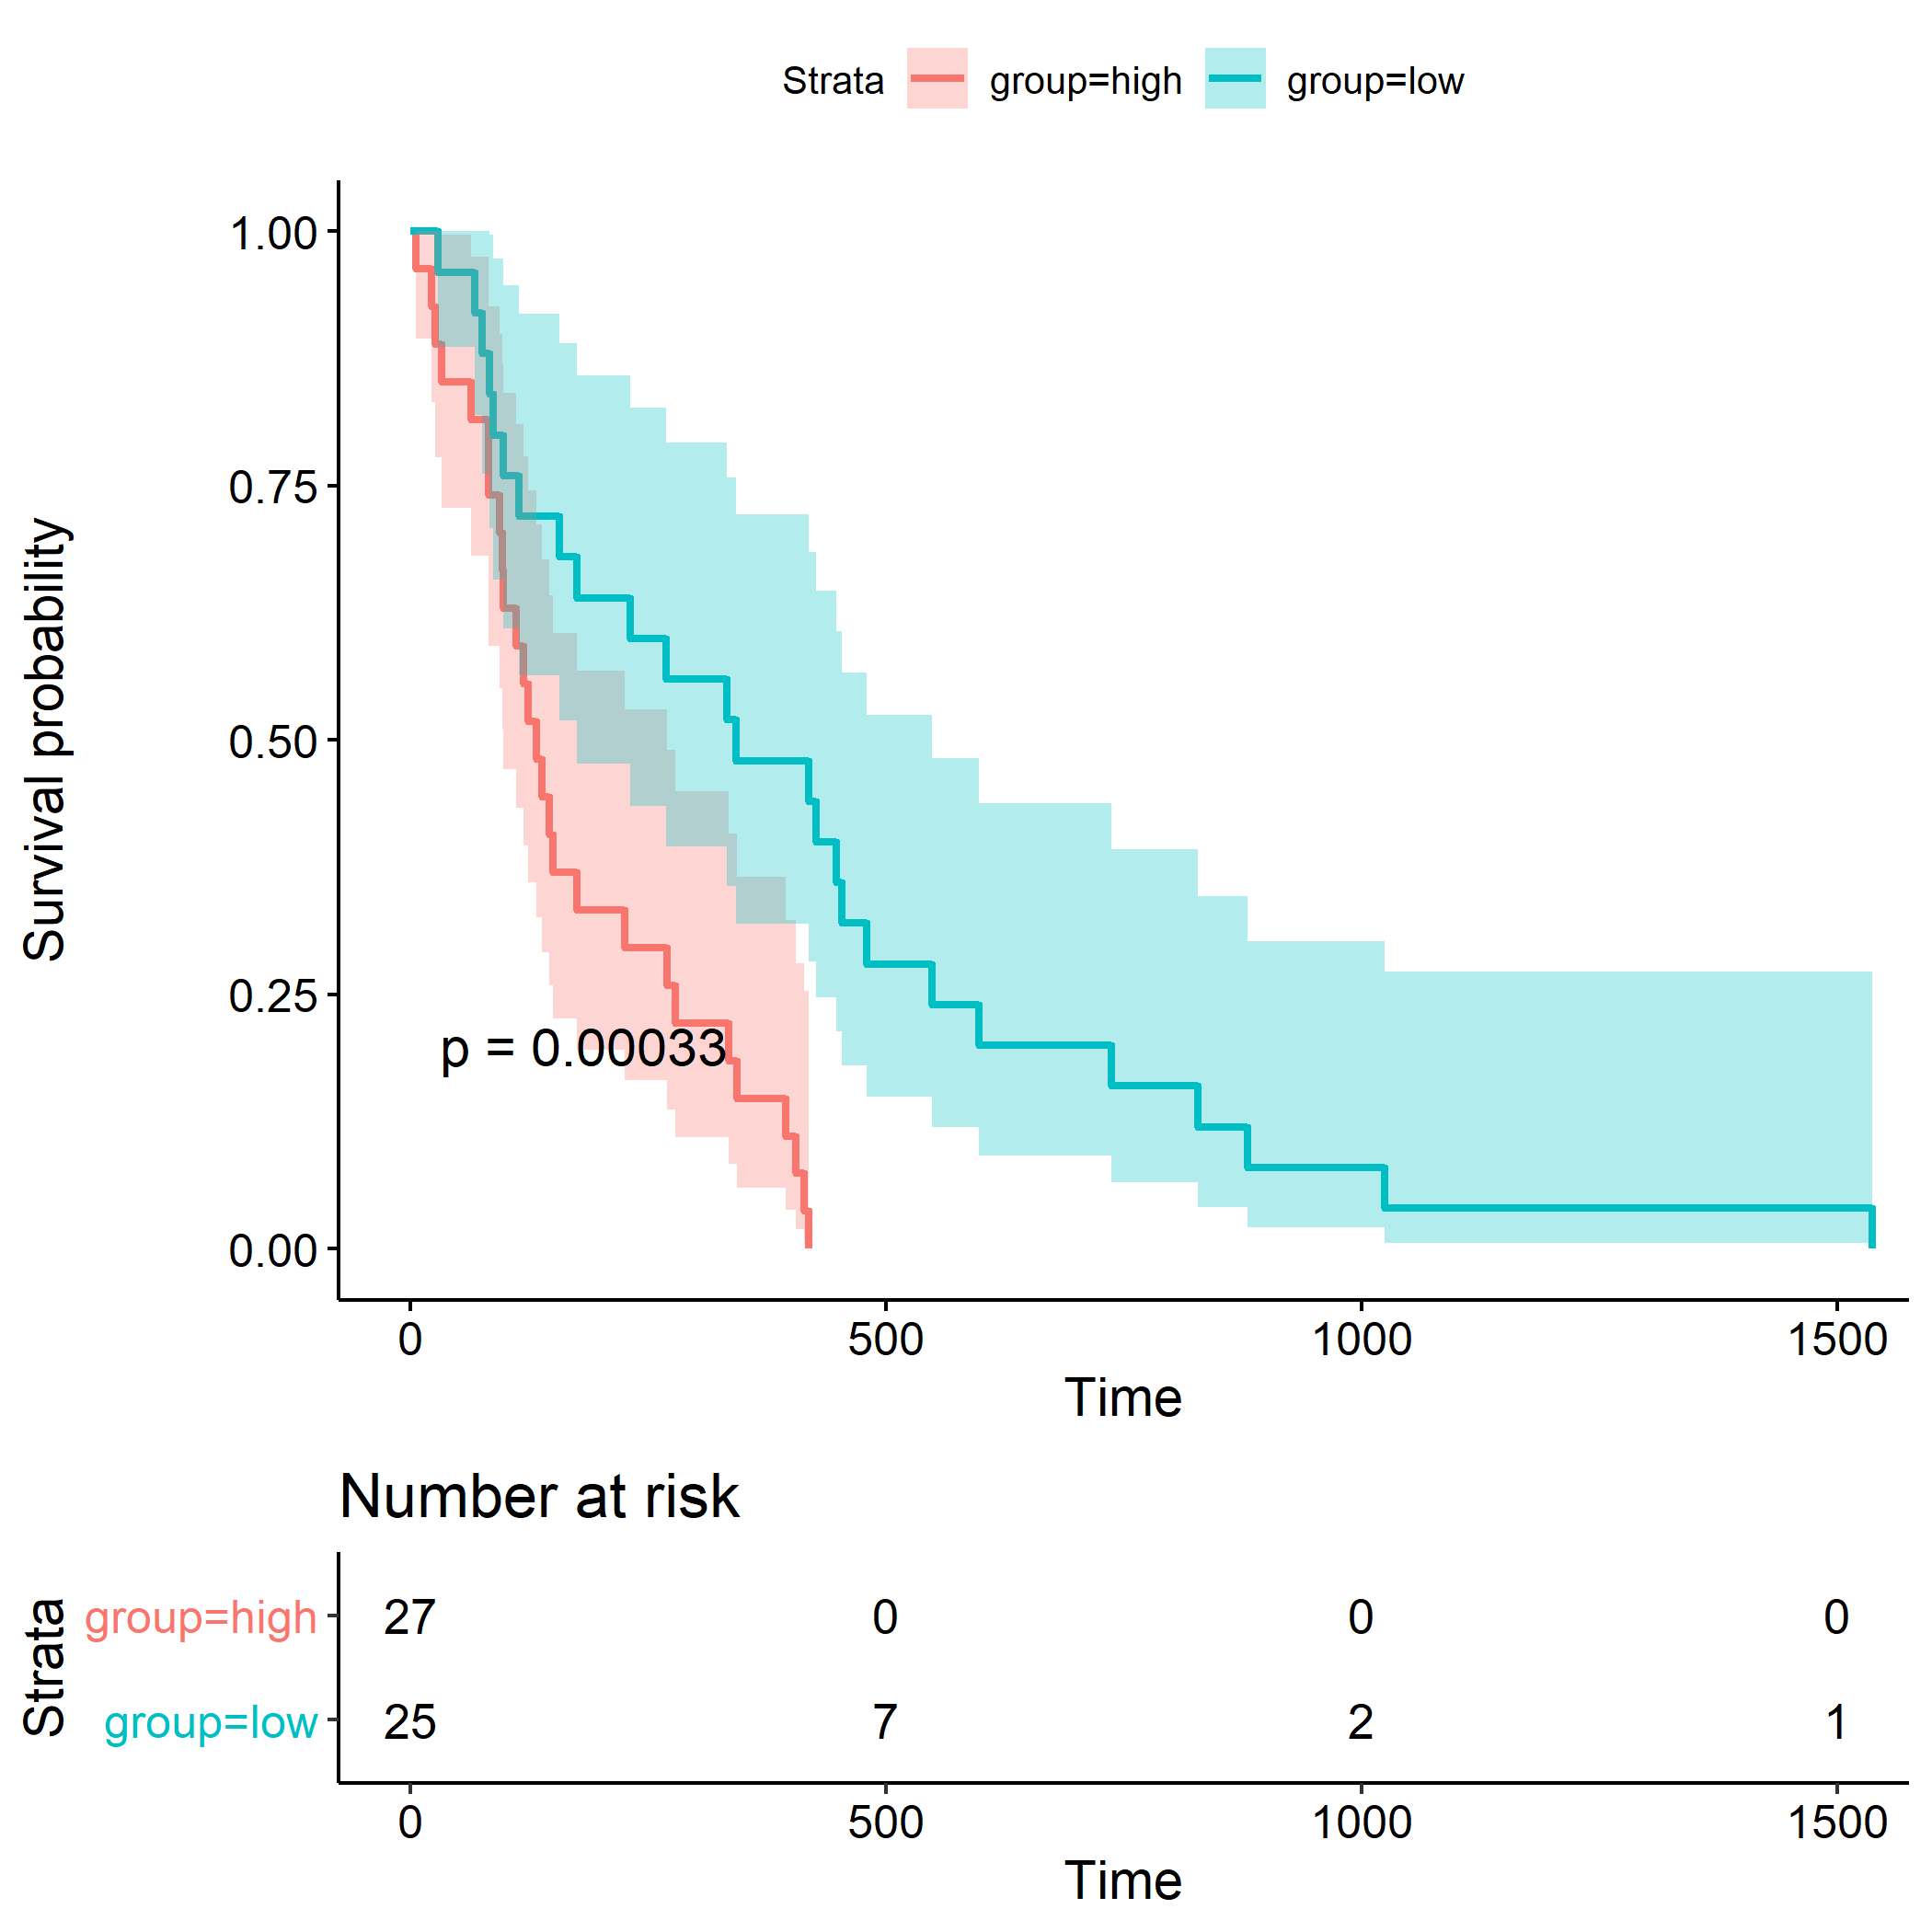 Strata group=high group=low
1.00
0.75
0.50
0.25
0.00
Survival probability
p = 0.00033
0 500 1000 1500
Time
Number at risk
Strata
group=high 27 0 0 0
group=low 25 7 2 1
0 500 1000 1500
Time